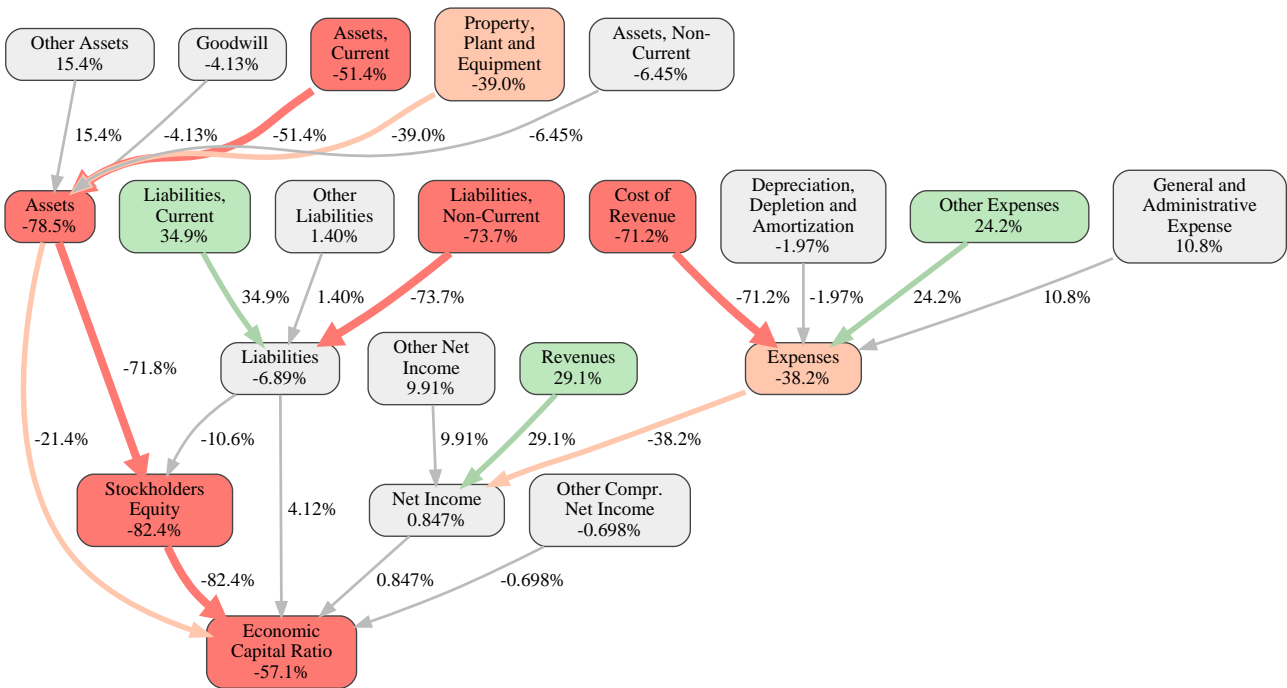 Other Assets
15.4%
Goodwill
-4.13%
Assets,
Current
-51.4%
Property,
Plant and
Equipment
-39.0%
Assets, Non-
Current
-6.45%
15.4%
-4.13%
-51.4%
-39.0%
-6.45%
Assets
-78.5%
Liabilities,
Current
34.9%
Other
Liabilities
1.40%
Liabilities,
Non-Current
-73.7%
Cost of
Revenue
-71.2%
Depreciation,
Depletion and
Amortization
-1.97%
Other Expenses
24.2%
General and
Administrative
Expense
10.8%
34.9%
1.40%
-73.7%
-71.2%
-1.97%
24.2%
10.8%
-71.8%
Liabilities
-6.89%
Other Net
Income
9.91%
Revenues
29.1%
Expenses
-38.2%
-21.4%
-10.6%
9.91%
29.1%
-38.2%
Stockholders
Equity
-82.4%
4.12%
Net Income
0.847%
Other Compr.
Net Income
-0.698%
-82.4%
0.847%
-0.698%
Economic
Capital Ratio
-57.1%